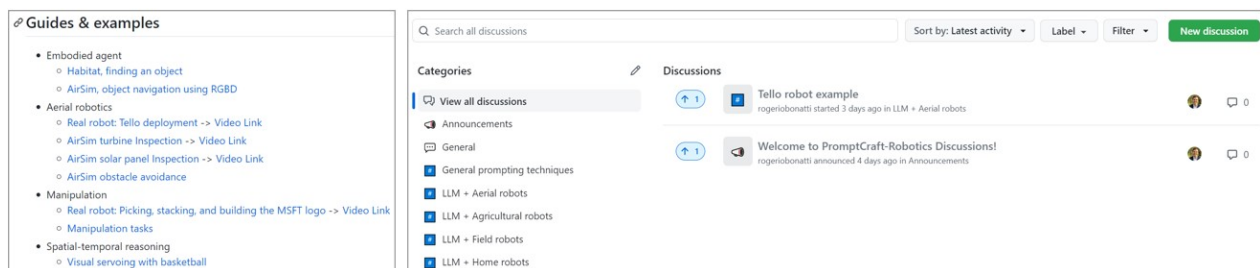 Guides & examples
Embodied agent
Habitat, finding an object
AirSim, object navigation using RGBD
Aerial robotics
Real robot: Tello deployment -> Video Link
AirSim turbine Inspection -> Video Link
AirSim solar panel Inspection -> Video Link
AirSim obstacle avoidance
Manipulation
Real robot: Picking, stacking, and building the MSFT logo -> Video Link
Manipulation tasks
Spatial-temporal reasoning
Visual servoing with basketball
Search all discussions
Sort by: Latest activity
Label
Filter
New discussion
Categories
View all discussions
Announcements
General
General prompting techniques
LLM + Aerial robots
LLM + Agricultural robots
LLM + Field robots
LLM + Home robots
Discussions
1
#
Tello robot example
rogeriobonatti started 3 days ago in LLM + Aerial robots
0
1
Welcome to PromptCraft-Robotics Discussions!
rogeriobonatti announced 4 days ago in Announcements
0